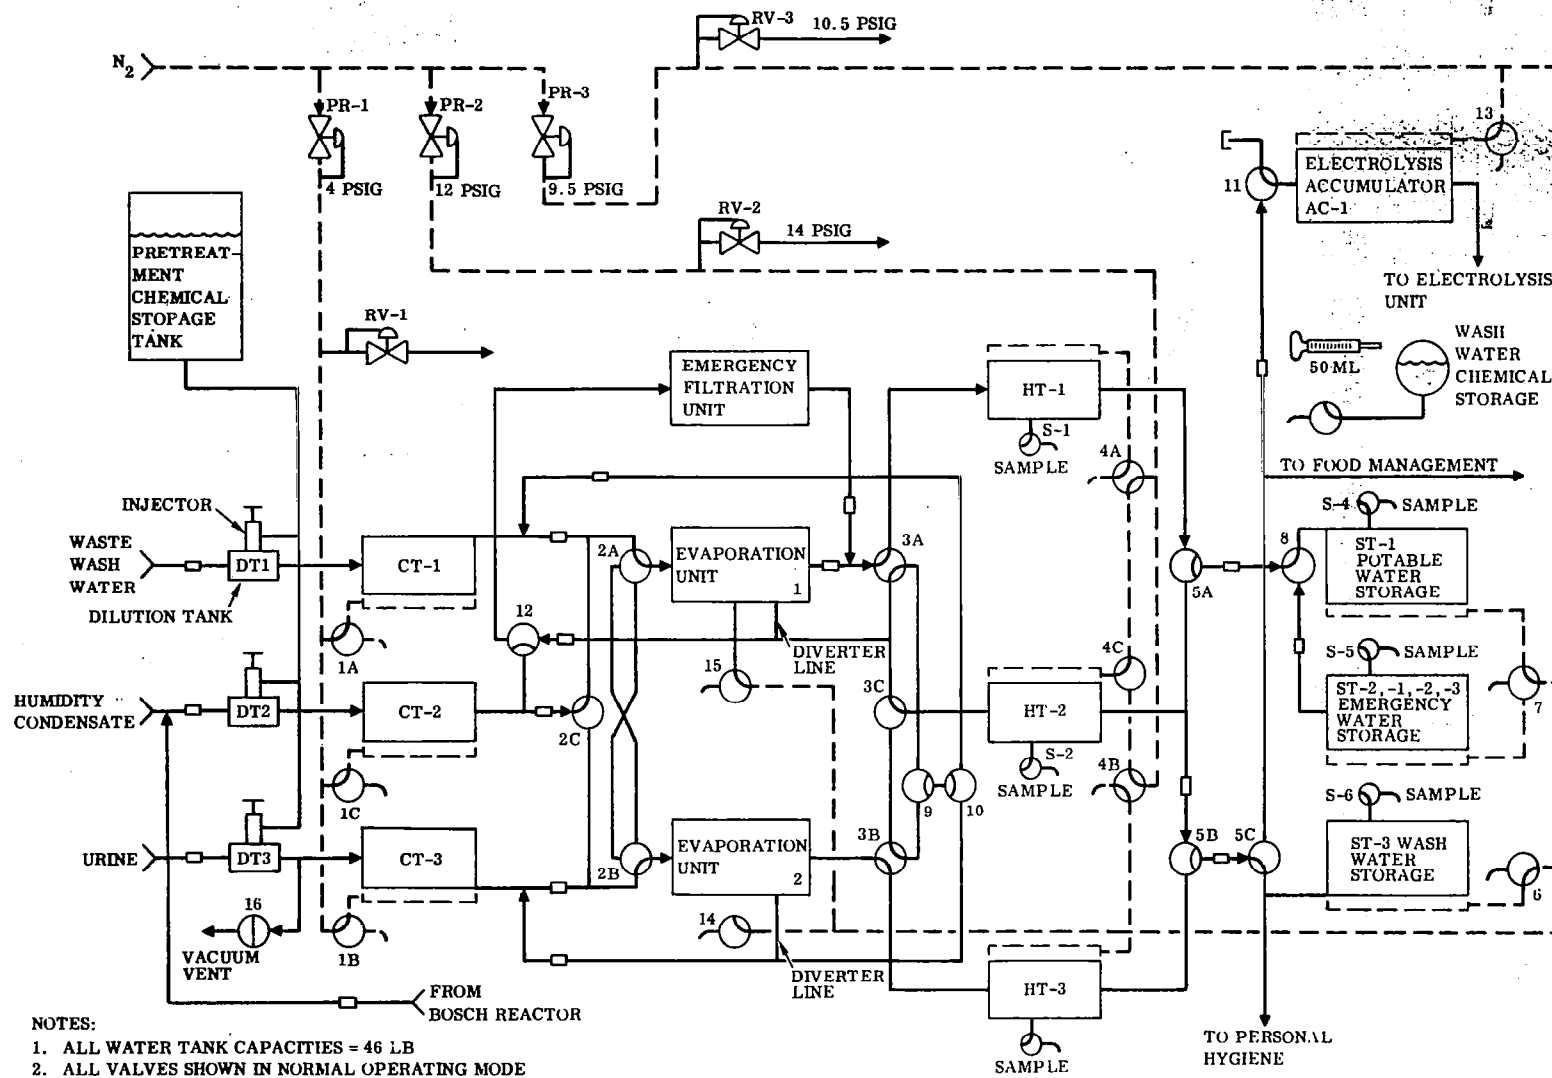 RV-3
10.5 PSIG
N2
PR-1
PR-2
PR-3
4 PSIG
12 PSIG
9.5 PSIG
13
11
ELECTROLYSIS
ACCUMULATOR
AC-1
RV-2
14 PSIG
TO ELECTROLYSIS
UNIT
PRETREAT-
MENT
CHEMICAL
STOPAGE
TANK
RV-1
50 ML
WASH
WATER
CHEMICAL
STORAGE
EMERGENCY
FILTRATION
UNIT
HT-1
S-1
SAMPLE
4A
TO FOOD MANAGEMENT
INJECTOR
WASTE
WASH
WATER
DT1
DILUTION TANK
CT-1
2A
EVAPORATION
UNIT
1
3A
5A
8
S-4
SAMPLE
ST-1
POTABLE
WATER
STORAGE
1A
12
DIVERTER
LINE
15
4C
S-5
SAMPLE
HUMIDITY
CONDENSATE
DT2
CT-2
2C
3C
HT-2
S-2
SAMPLE
ST-2, -1, -2, -3
EMERGENCY
WATER
STORAGE
7
1C
9
10
4B
S-6
SAMPLE
URINE
DT3
CT-3
2B
EVAPORATION
UNIT
2
3B
5B
5C
ST-3 WASH
WATER
STORAGE
6
16
VACUUM
VENT
1B
14
DIVERTER
LINE
HT-3
SAMPLE
FROM
BOSCH REACTOR
TO PERSONAL
HYGIENE
NOTES:
1. ALL WATER TANK CAPACITIES = 46 LB
2. ALL VALVES SHOWN IN NORMAL OPERATING MODE